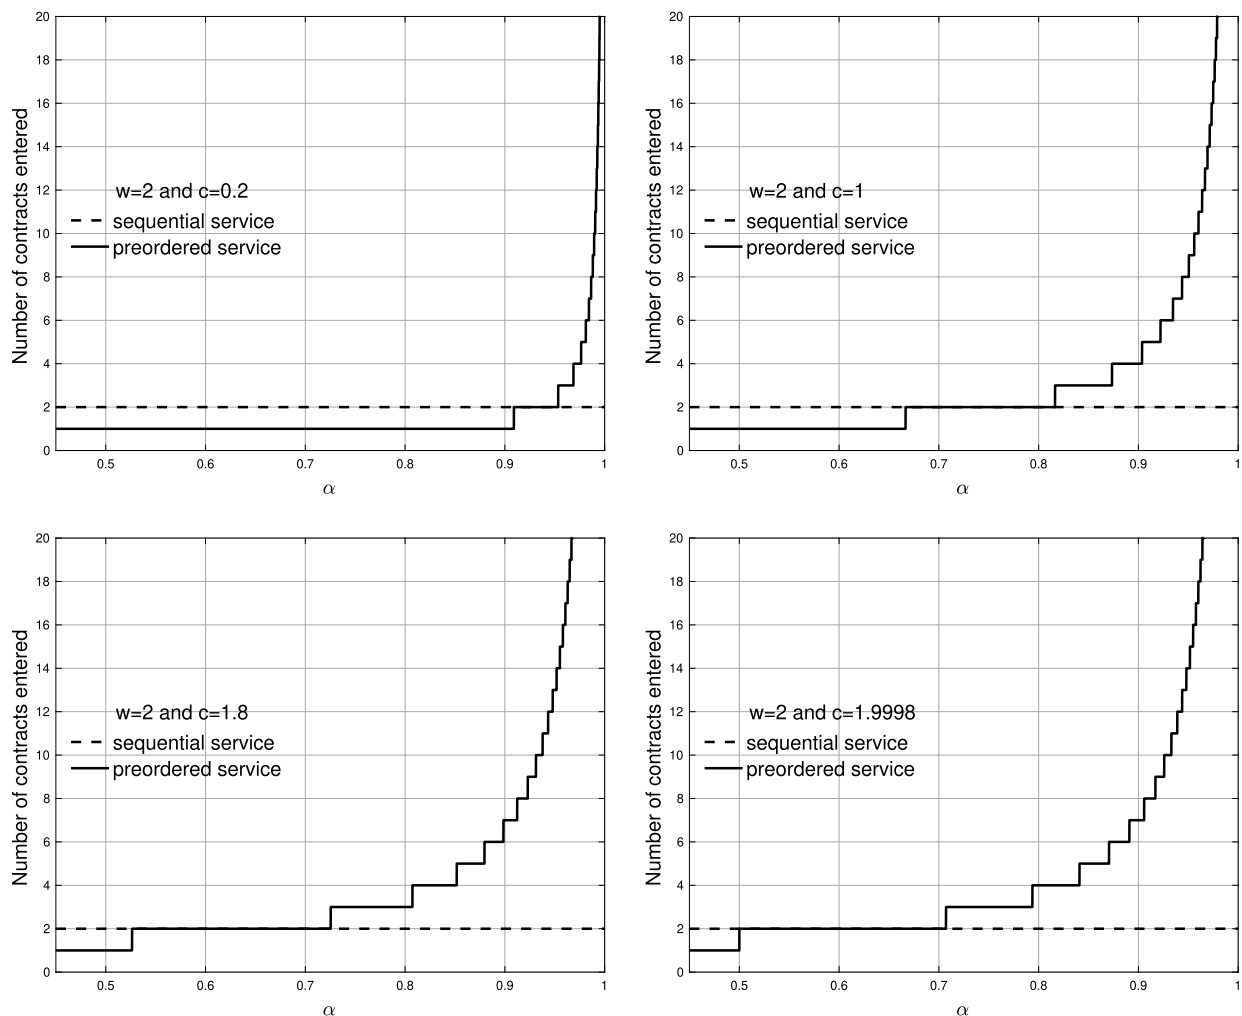 20
18
16
14
12
10
8
6
4
2
0
Number of contracts entered
w=2 and c=0.2
sequential service
preordered service
0.5 0.6 0.7 0.8 0.9 1
α
20
18
16
14
12
10
8
6
4
2
0
Number of contracts entered
w=2 and c=1
sequential service
preordered service
0.5 0.6 0.7 0.8 0.9 1
α
20
18
16
14
12
10
8
6
4
2
0
Number of contracts entered
w=2 and c=1.8
sequential service
preordered service
0.5 0.6 0.7 0.8 0.9 1
α
20
18
16
14
12
10
8
6
4
2
0
Number of contracts entered
w=2 and c=1.9998
sequential service
preordered service
0.5 0.6 0.7 0.8 0.9 1
α